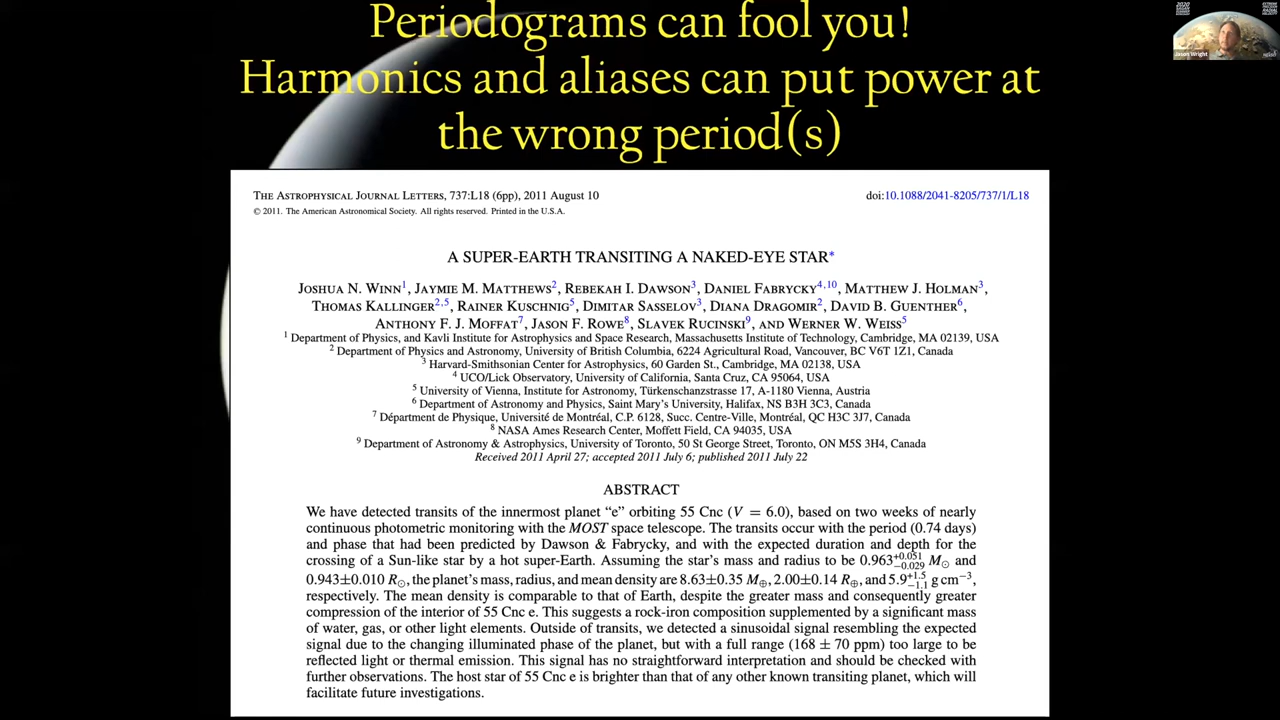 Periodograms can fool you!
Harmonics and aliases can put power at
the wrong period(s)
Jason Wright
THE ASTROPHYSICAL JOURNAL LETTERS, 737:L18 (6pp), 2011 August 10
doi:10.1088/2041-8205/737/1/L18
© 2011. The American Astronomical Society. All rights reserved. Printed in the U.S.A.
A SUPER-EARTH TRANSITING A NAKED-EYE STAR*
JOSHUA N. WINN1, JAYMIE M. MATTHEWS2, REBEKAH I. DAWSON3, DANIEL FABRYCKY4,10, MATTHEW J. HOLMAN3,
THOMAS KALLINGER2,5, RAINER KUSCHNIG5, DIMITAR SASSELOV3, DIANA DRAGOMIR2, DAVID B. GUENTHER6,
ANTHONY F. J. MOFFAT7, JASON F. ROWE8, SLAVEK RUCINSKI9, AND WERNER W. WEISS5
1 Department of Physics, and Kavli Institute for Astrophysics and Space Research, Massachusetts Institute of Technology, Cambridge, MA 02139, USA
2 Department of Physics and Astronomy, University of British Columbia, 6224 Agricultural Road, Vancouver, BC V6T 1Z1, Canada
3 Harvard-Smithsonian Center for Astrophysics, 60 Garden St., Cambridge, MA 02138, USA
4 UCO/Lick Observatory, University of California, Santa Cruz, CA 95064, USA
5 University of Vienna, Institute for Astronomy, Türkenschanzstrasse 17, A-1180 Vienna, Austria
6 Department of Astronomy and Physics, Saint Mary's University, Halifax, NS B3H 3C3, Canada
7 Département de Physique, Université de Montréal, C.P. 6128, Succ. Centre-Ville, Montréal, QC H3C 3J7, Canada
8 NASA Ames Research Center, Moffett Field, CA 94035, USA
9 Department of Astronomy & Astrophysics, University of Toronto, 50 St George Street, Toronto, ON M5S 3H4, Canada
Received 2011 April 27; accepted 2011 July 6; published 2011 July 22
ABSTRACT
We have detected transits of the innermost planet "e" orbiting 55 Cnc (V = 6.0), based on two weeks of nearly
continuous photometric monitoring with the MOST space telescope. The transits occur with the period (0.74 days)
and phase that had been predicted by Dawson & Fabrycky, and with the expected duration and depth for the
crossing of a Sun-like star by a hot super-Earth. Assuming the star's mass and radius to be 0.963+0.051−0.029 M⊙ and
0.943±0.010 R⊙, the planet's mass, radius, and mean density are 8.63±0.35 M⊕, 2.00±0.14 R⊕, and 5.9+1.5−1.1 g cm−3,
respectively. The mean density is comparable to that of Earth, despite the greater mass and consequently greater
compression of the interior of 55 Cnc e. This suggests a rock-iron composition supplemented by a significant mass
of water, gas, or other light elements. Outside of transits, we detected a sinusoidal signal resembling the expected
signal due to the changing illuminated phase of the planet, but with a full range (168 ± 70 ppm) too large to be
reflected light or thermal emission. This signal has no straightforward interpretation and should be checked with
further observations. The host star of 55 Cnc e is brighter than that of any other known transiting planet, which will
facilitate future investigations.